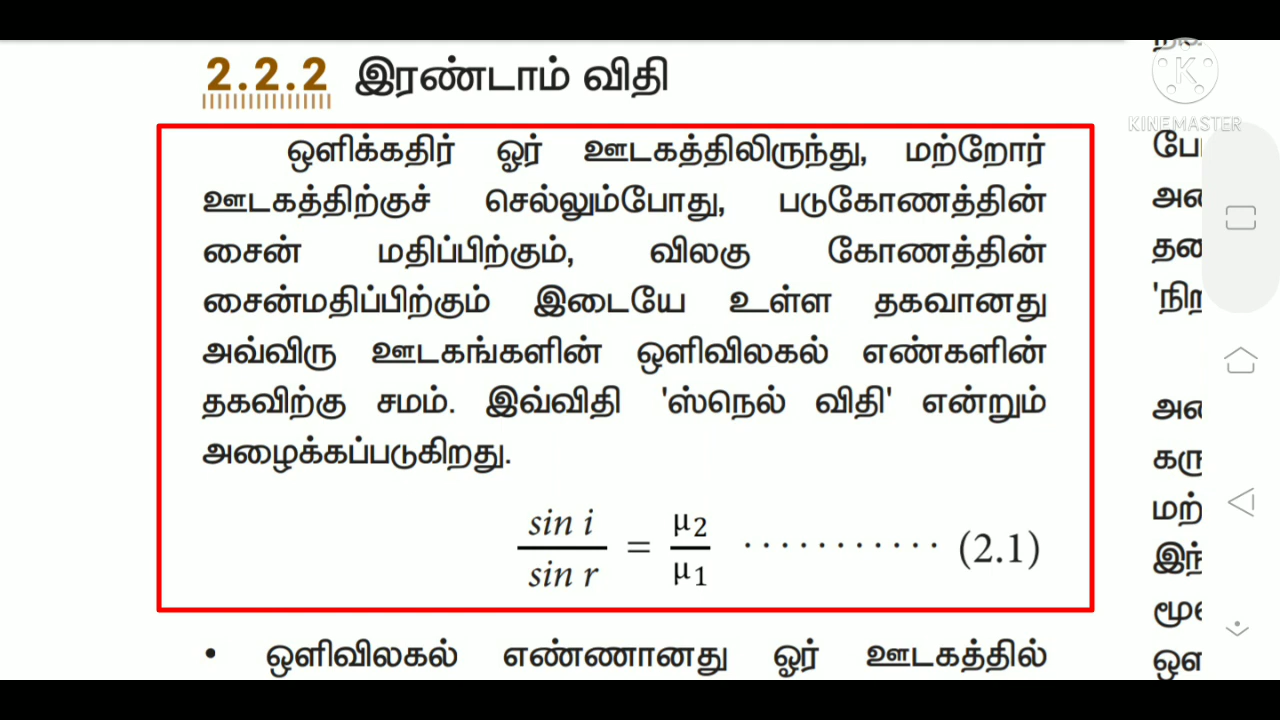 2.2.2 இரண்டாம் விதி
ஒளிக்கதிர் ஓர் ஊடகத்திலிருந்து, மற்றோர்
ஊடகத்திற்குச் செல்லும்போது, படுகோணத்தின்
சைன் மதிப்பிற்கும், விலகு கோணத்தின்
சைன்மதிப்பிற்கும் இடையே உள்ள தகவானது
அவ்விரு ஊடகங்களின் ஒளிவிலகல் எண்களின்
தகவிற்கு சமம். இவ்விதி 'ஸ்நெல் விதி' என்றும்
அழைக்கப்படுகிறது.
sin i / sin r = μ2 / μ1 ........... (2.1)
• ஒளிவிலகல் எண்ணானது ஓர் ஊடகத்தில்
K
KINEMASTER